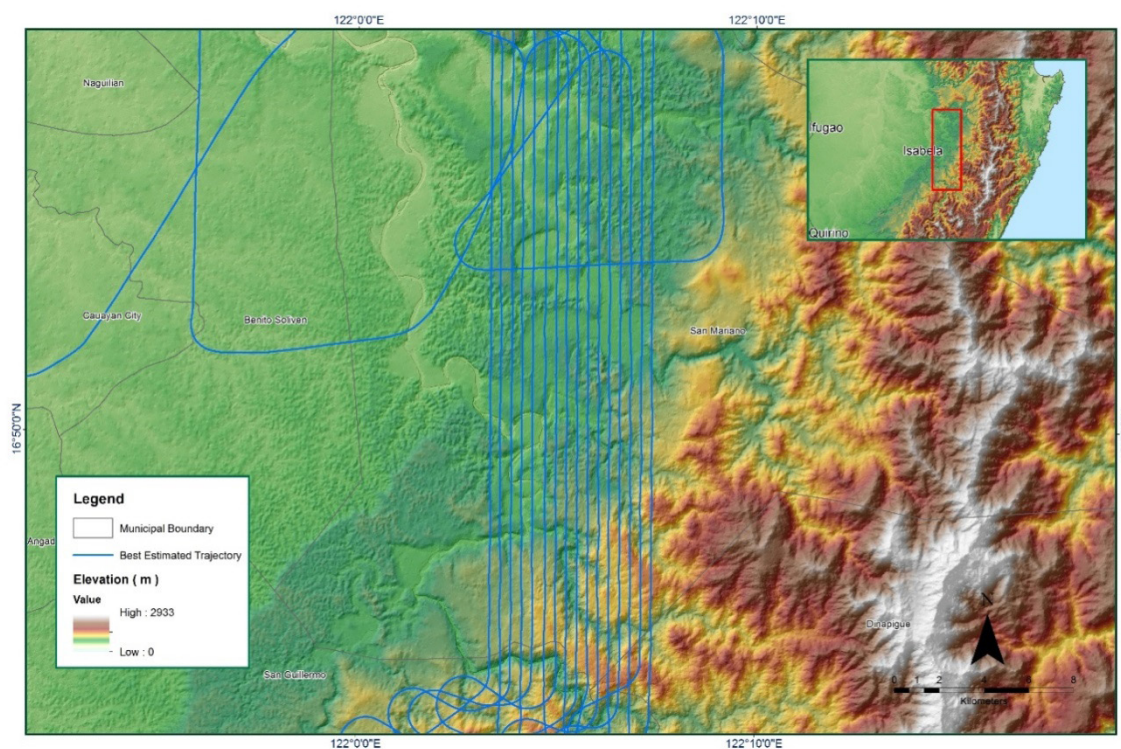 122°0'0"E
122°10'0"E
Naguilian
Ifugao
Isabela
Quirino
Cauayan City
Benito Soliven
San Mariano
16°50'0"N
Legend
Municipal Boundary
Best Estimated Trajectory
Elevation ( m )
Value
High : 2933
Low : 0
Angad
N
Dinapigue
San Guillermo
0 1 2 4 6 8
Kilometers
122°0'0"E
122°10'0"E